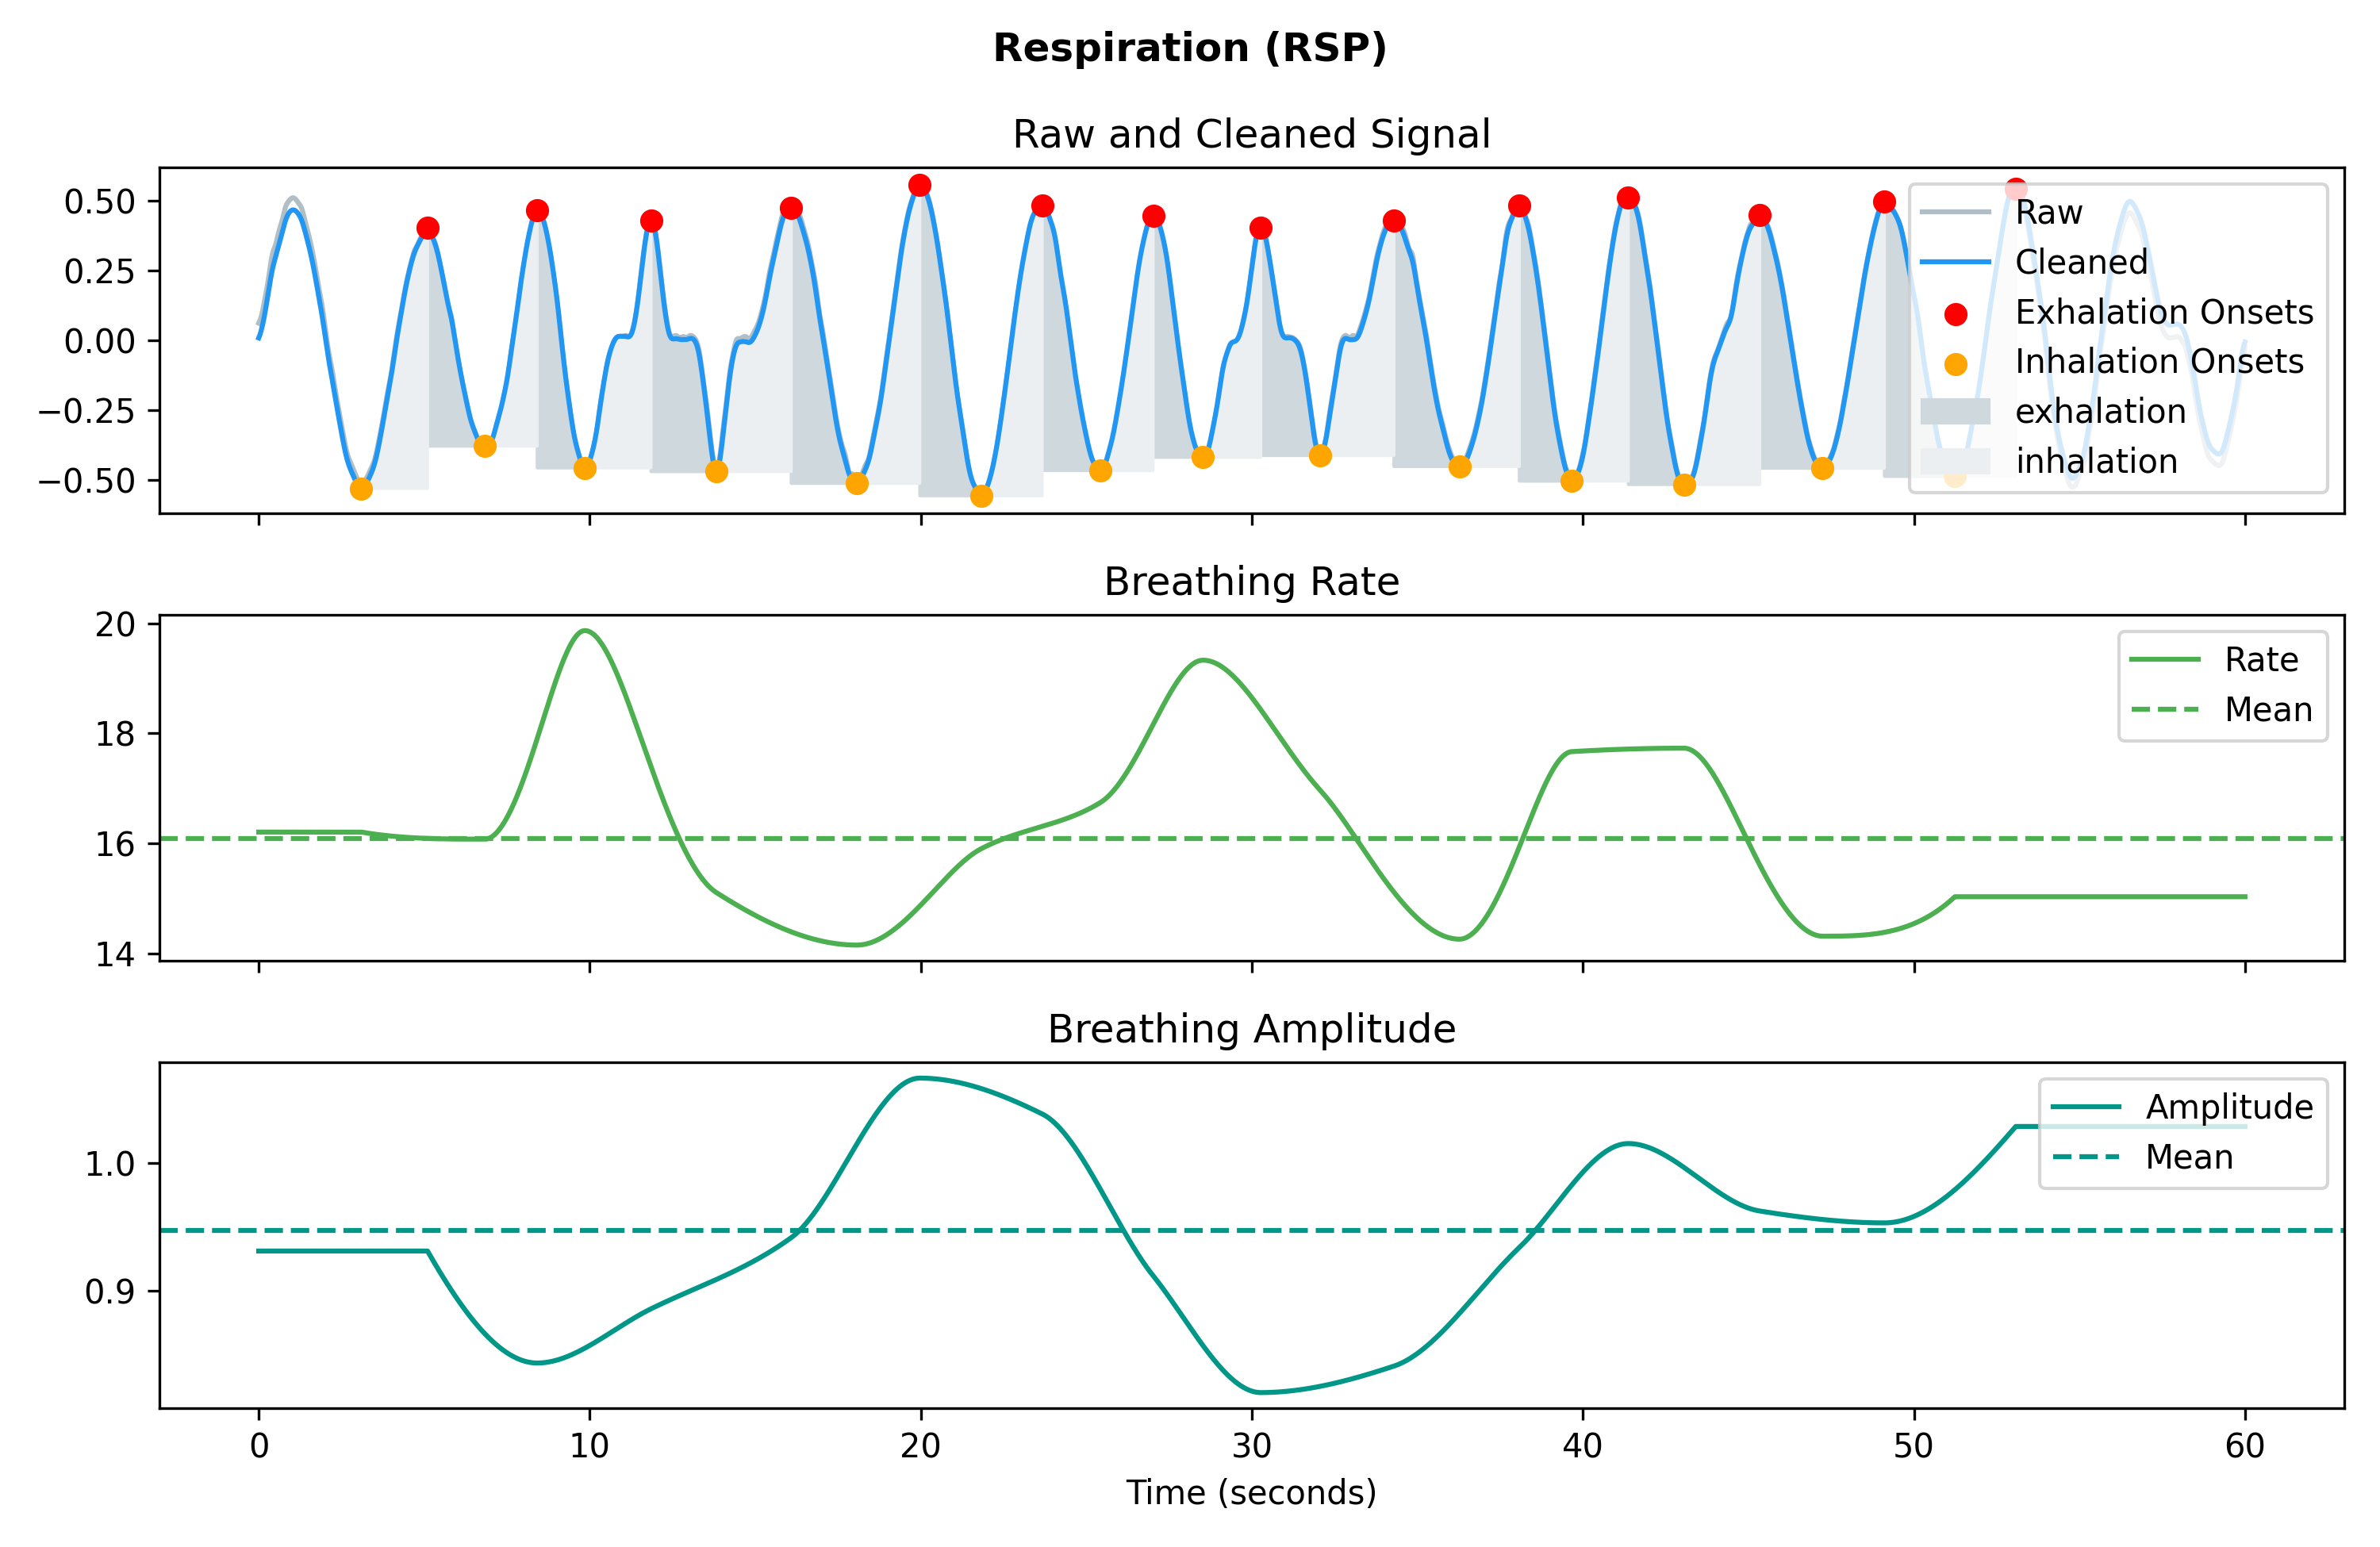 Respiration (RSP)
Raw and Cleaned Signal
0.50
0.25
0.00
−0.25
−0.50
Raw
Cleaned
Exhalation Onsets
Inhalation Onsets
exhalation
inhalation
Breathing Rate
20
18
16
14
Rate
Mean
Breathing Amplitude
1.0
0.9
Amplitude
Mean
0 10 20 30 40 50 60
Time (seconds)